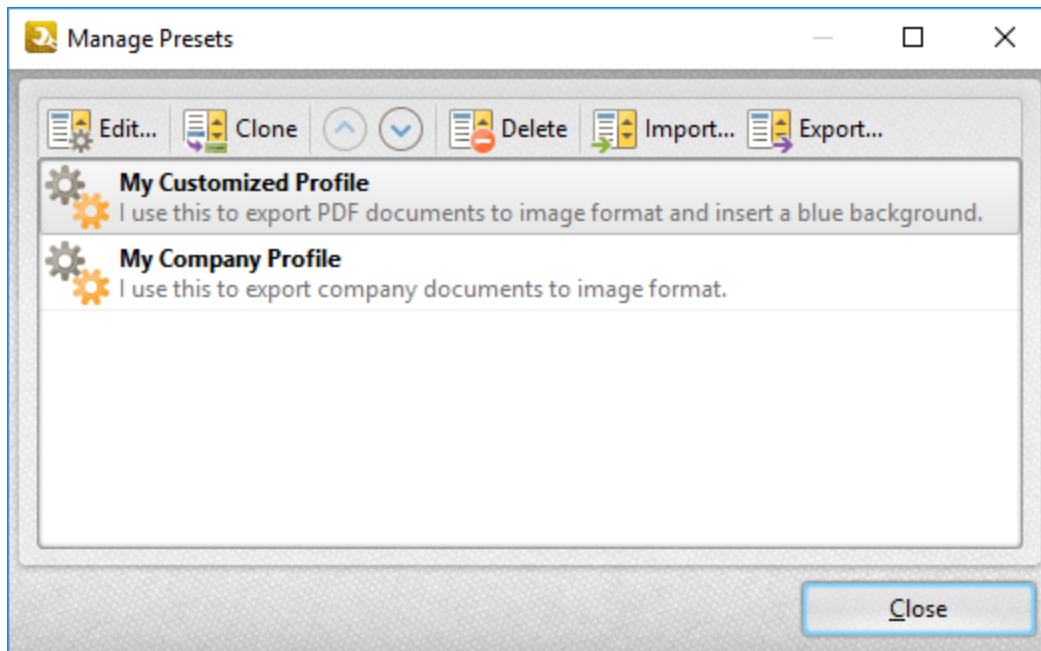 Manage Presets
Edit... Clone Delete Import... Export...
My Customized Profile
I use this to export PDF documents to image format and insert a blue background.
My Company Profile
I use this to export company documents to image format.
Close